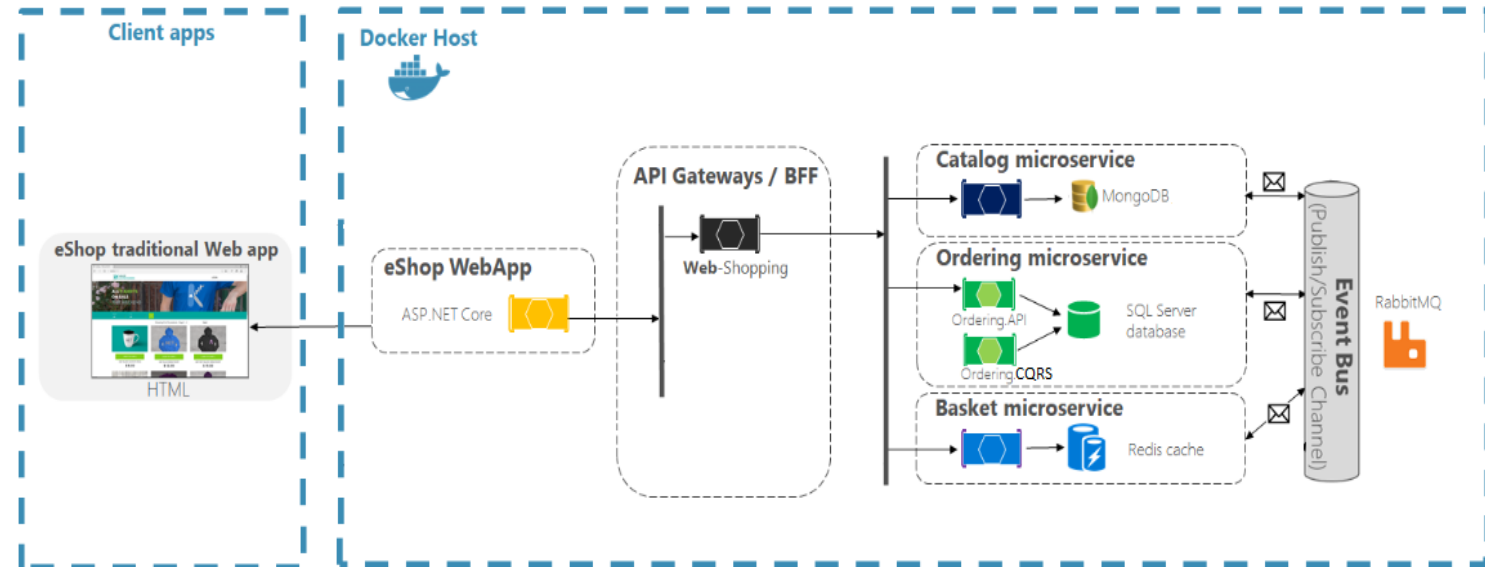 Client apps
Docker Host
eShop traditional Web app
HTML
eShop WebApp
ASP.NET Core
API Gateways / BFF
Web-Shopping
Catalog microservice
MongoDB
Ordering microservice
Ordering.API
SQL Server
database
Ordering.CQRS
Basket microservice
Redis cache
Event Bus
(Publish/Subscribe Channel)
RabbitMQ